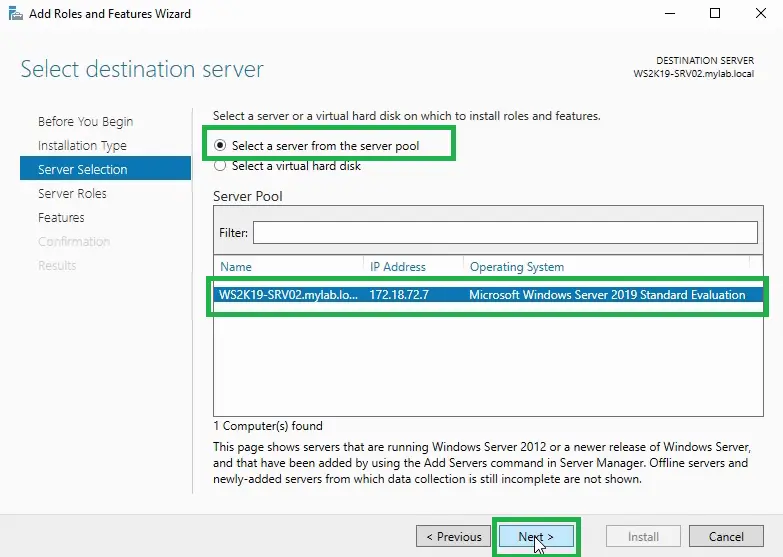 Add Roles and Features Wizard
Select destination server
DESTINATION SERVER
WS2K19-SRV02.mylab.local
Before You Begin
Installation Type
Server Selection
Server Roles
Features
Confirmation
Results
Select a server or a virtual hard disk on which to install roles and features.
Select a server from the server pool
Select a virtual hard disk
Server Pool
Filter:
Name IP Address Operating System
WS2K19-SRV02.mylab.lo... 172.18.72.7 Microsoft Windows Server 2019 Standard Evaluation
1 Computer(s) found
This page shows servers that are running Windows Server 2012 or a newer release of Windows Server,
and that have been added by using the Add Servers command in Server Manager. Offline servers and
newly-added servers from which data collection is still incomplete are not shown.
< Previous Next > Install Cancel